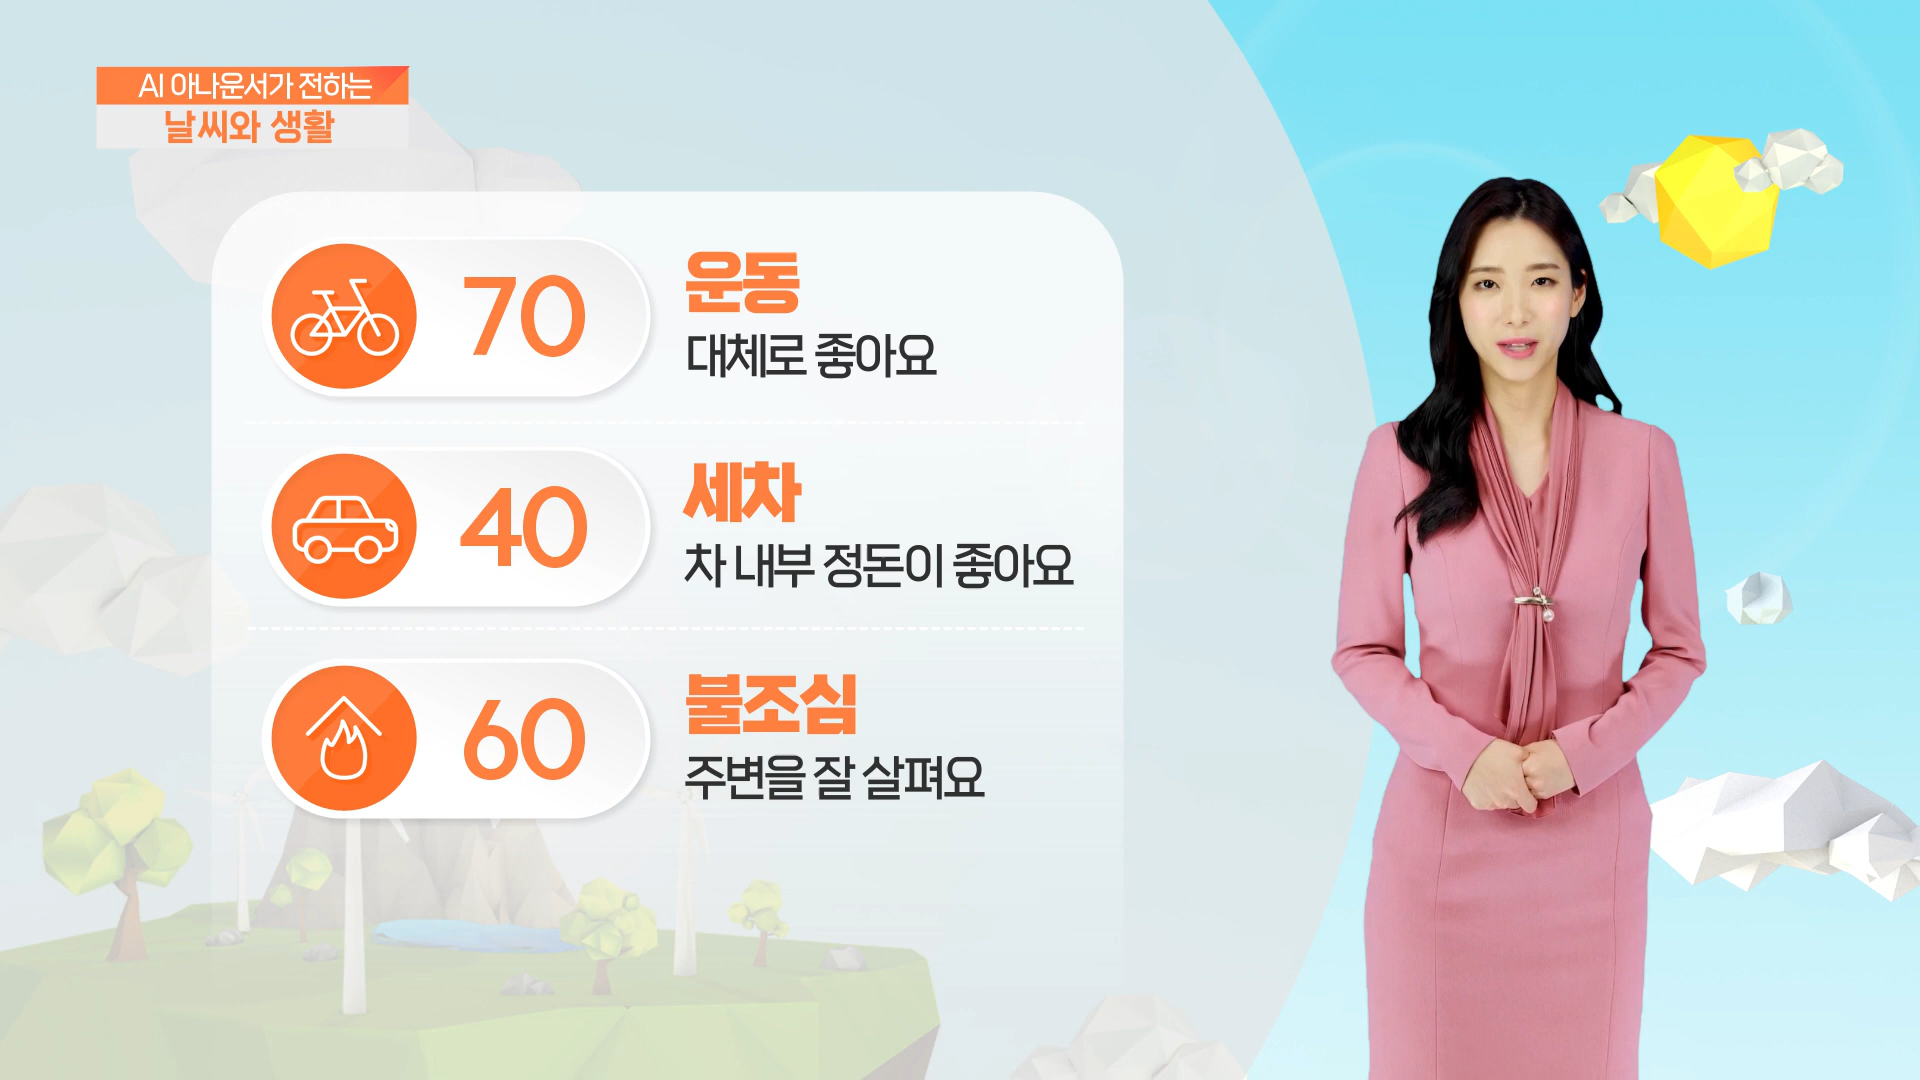 AI 아나운서가 전하는
날씨와 생활
70
운동
대체로 좋아요
40
세차
차 내부 정돈이 좋아요
60
불조심
주변을 잘 살펴요